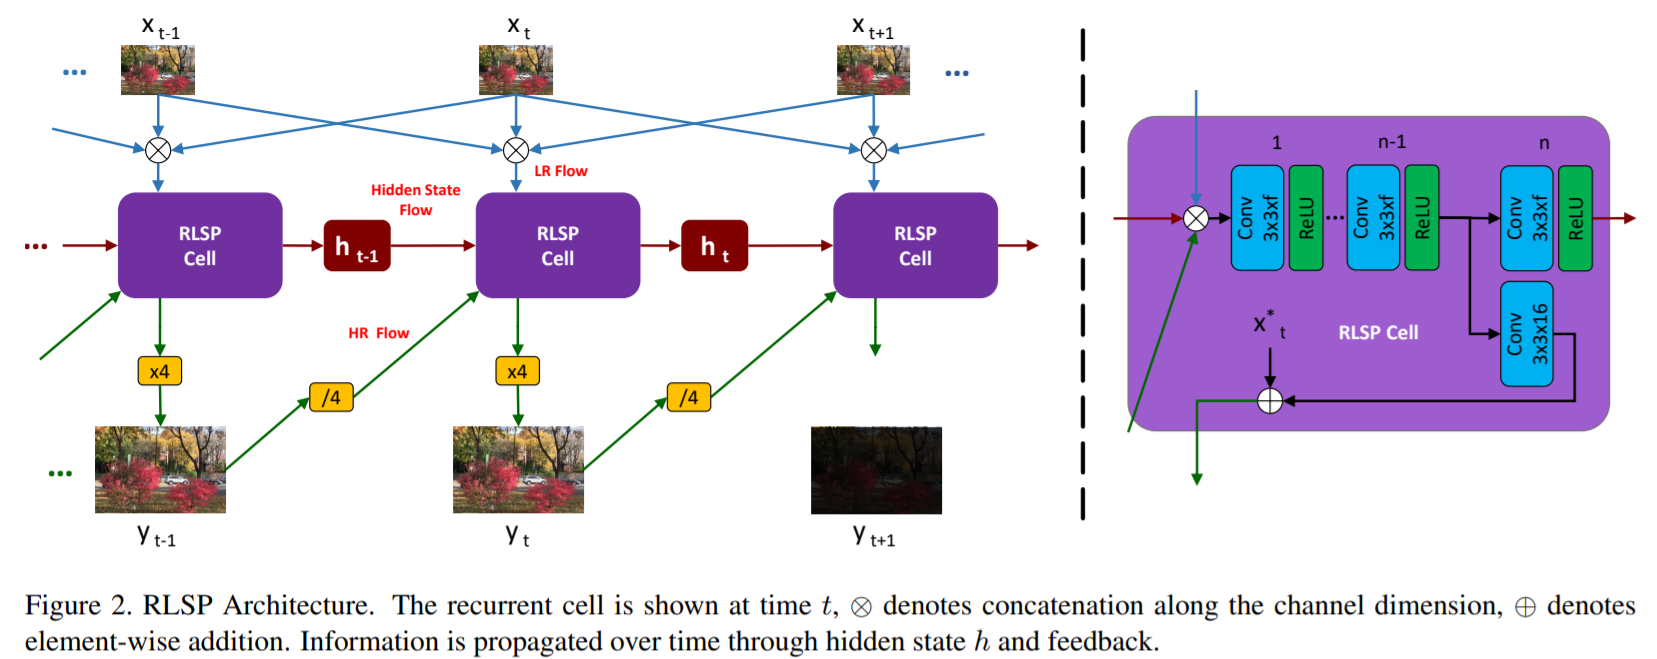 x t-1
x t
x t+1
...
...
LR Flow
Hidden State
Flow
...
RLSP
Cell
h t-1
RLSP
Cell
h t
RLSP
Cell
HR Flow
x4
/4
x4
/4
...
y t-1
y t
y t+1
1
n-1
n
Conv
3x3xf
ReLU
...
Conv
3x3xf
ReLU
Conv
3x3xf
ReLU
x* t
RLSP Cell
Conv
3x3x16
Figure 2. RLSP Architecture. The recurrent cell is shown at time t, ⊗ denotes concatenation along the channel dimension, ⊕ denotes
element-wise addition. Information is propagated over time through hidden state h and feedback.